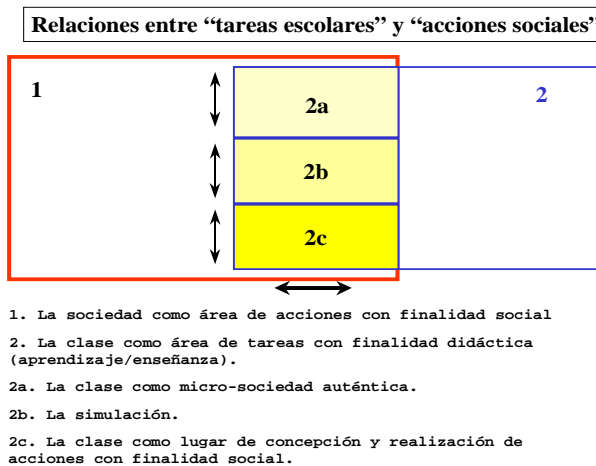 Relaciones entre “tareas escolares” y “acciones sociales”
1
2
2a
2b
2c
1. La sociedad como área de acciones con finalidad social
2. La clase como área de tareas con finalidad didáctica
(aprendizaje/enseñanza).
2a. La clase como micro-sociedad auténtica.
2b. La simulación.
2c. La clase como lugar de concepción y realización de
acciones con finalidad social.